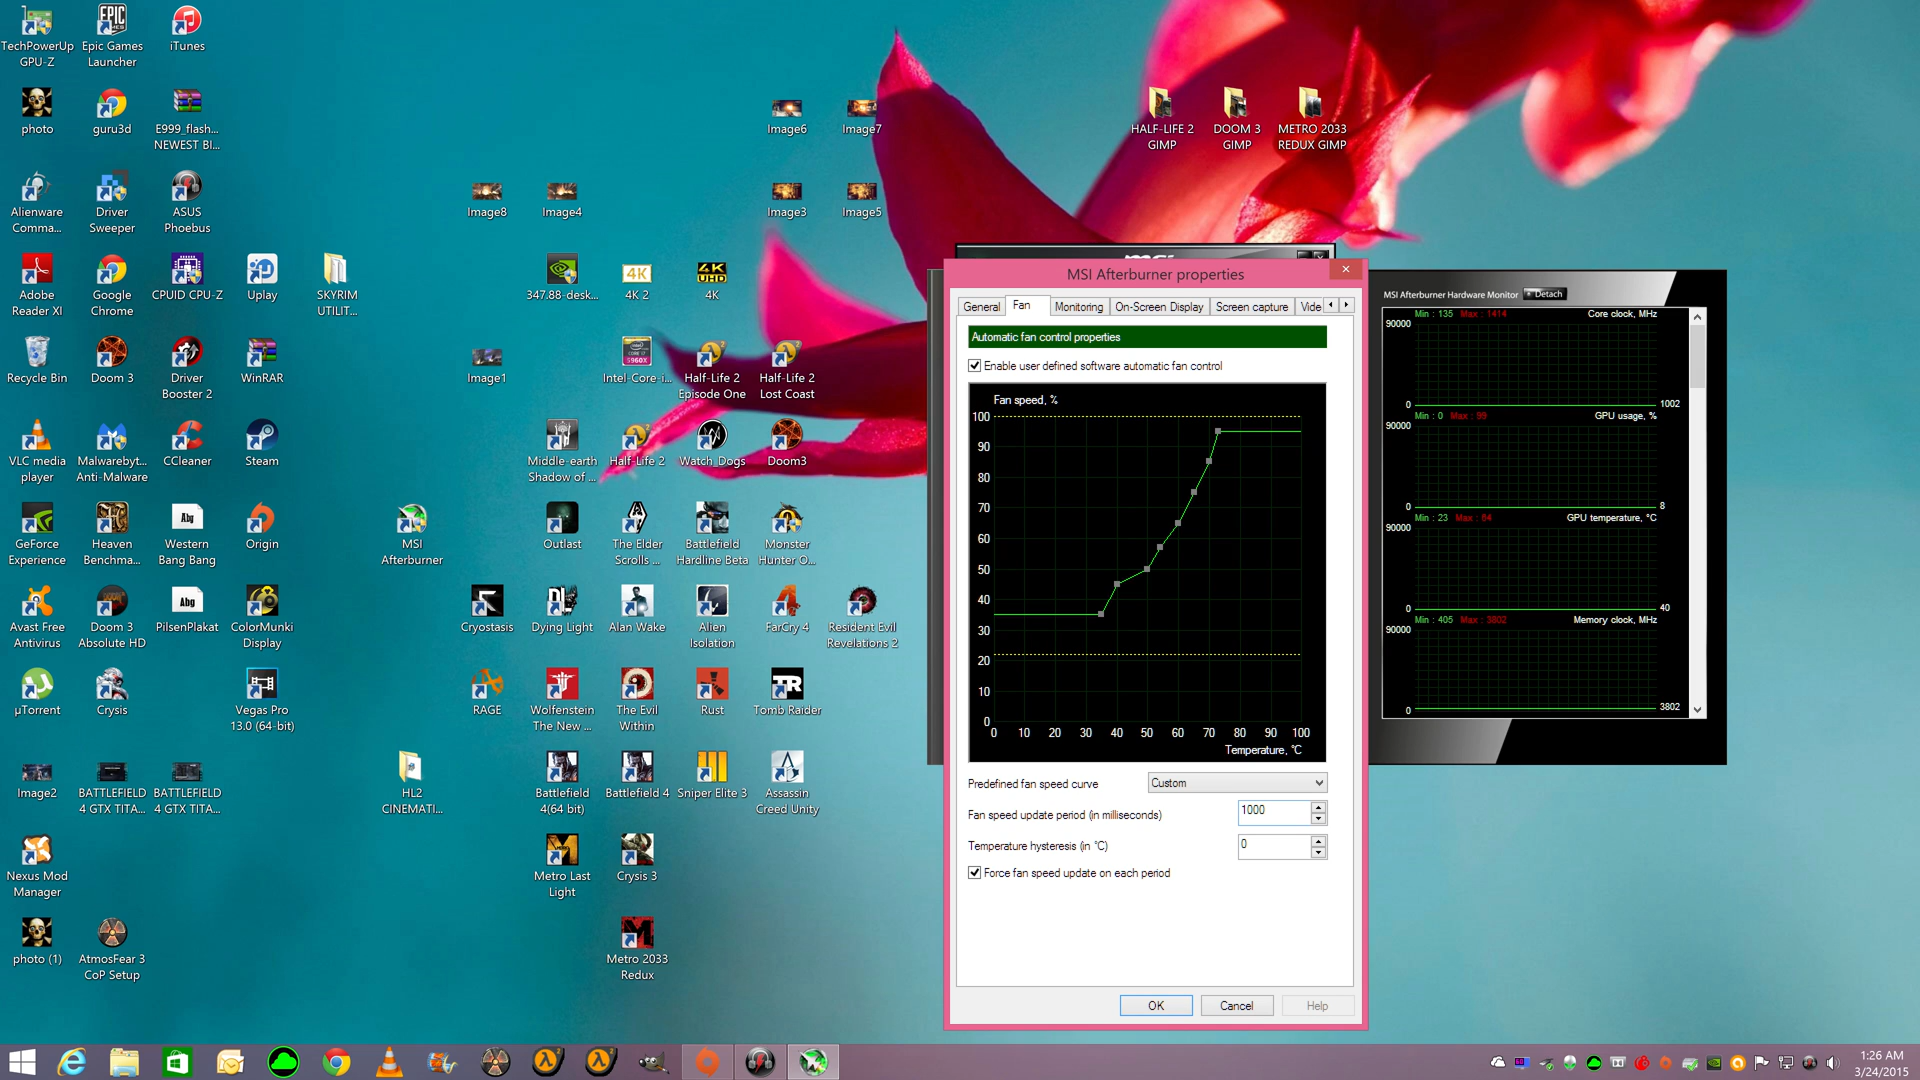 TechPowerUp
GPU-Z
Epic Games
Launcher
iTunes
photo
guru3d
E999_flash...
NEWEST BI...
Image6
Image7
HALF-LIFE 2
GIMP
DOOM 3
GIMP
METRO 2033
REDUX GIMP
Alienware
Comma...
Driver
Sweeper
ASUS
Phoebus
Image8
Image4
Image3
Image5
Adobe
Reader XI
Google
Chrome
CPUID CPU-Z
Uplay
SKYRIM
UTILIT...
347.88-desk...
4K 2
4K
Recycle Bin
Doom 3
Driver
Booster 2
WinRAR
Image1
Intel-Core-i...
Half-Life 2
Episode One
Half-Life 2
Lost Coast
VLC media
player
Malwarebyt...
Anti-Malware
CCleaner
Steam
Middle-earth
Shadow of ...
Half-Life 2
Watch_Dogs
Doom3
GeForce
Experience
Heaven
Benchma...
Western
Bang Bang
Origin
MSI
Afterburner
Outlast
The Elder
Scrolls ...
Battlefield
Hardline Beta
Monster
Hunter O...
Avast Free
Antivirus
Doom 3
Absolute HD
PilsenPlakat
ColorMunki
Display
Cryostasis
Dying Light
Alan Wake
Alien
Isolation
FarCry 4
Resident Evil
Revelations 2
µTorrent
Crysis
Vegas Pro
13.0 (64-bit)
RAGE
Wolfenstein
The New ...
The Evil
Within
Rust
Tomb Raider
Image2
BATTLEFIELD
4 GTX TITA...
BATTLEFIELD
4 GTX TITA...
HL2
CINEMATI...
Battlefield
4(64 bit)
Battlefield 4
Sniper Elite 3
Assassin
Creed Unity
Nexus Mod
Manager
Metro Last
Light
Crysis 3
photo (1)
AtmosFear 3
CoP Setup
Metro 2033
Redux
MSI Afterburner properties
General Fan Monitoring On-Screen Display Screen capture Vide
Automatic fan control properties
Enable user defined software automatic fan control
Fan speed, %
100
90
80
70
60
50
40
30
20
10
0
0 10 20 30 40 50 60 70 80 90 100
Temperature, °C
Predefined fan speed curve Custom
Fan speed update period (in milliseconds) 1000
Temperature hysteresis (in °C) 0
Force fan speed update on each period
OK Cancel Help
MSI Afterburner Hardware Monitor Detach
Min : 135 Max : 1414 Core clock, MHz
90000
0 1002
Min : 0 Max : 99 GPU usage, %
90000
0 8
Min : 23 Max : 64 GPU temperature, °C
90000
0 40
Min : 405 Max : 3802 Memory clock, MHz
90000
0 3802
1:26 AM
3/24/2015